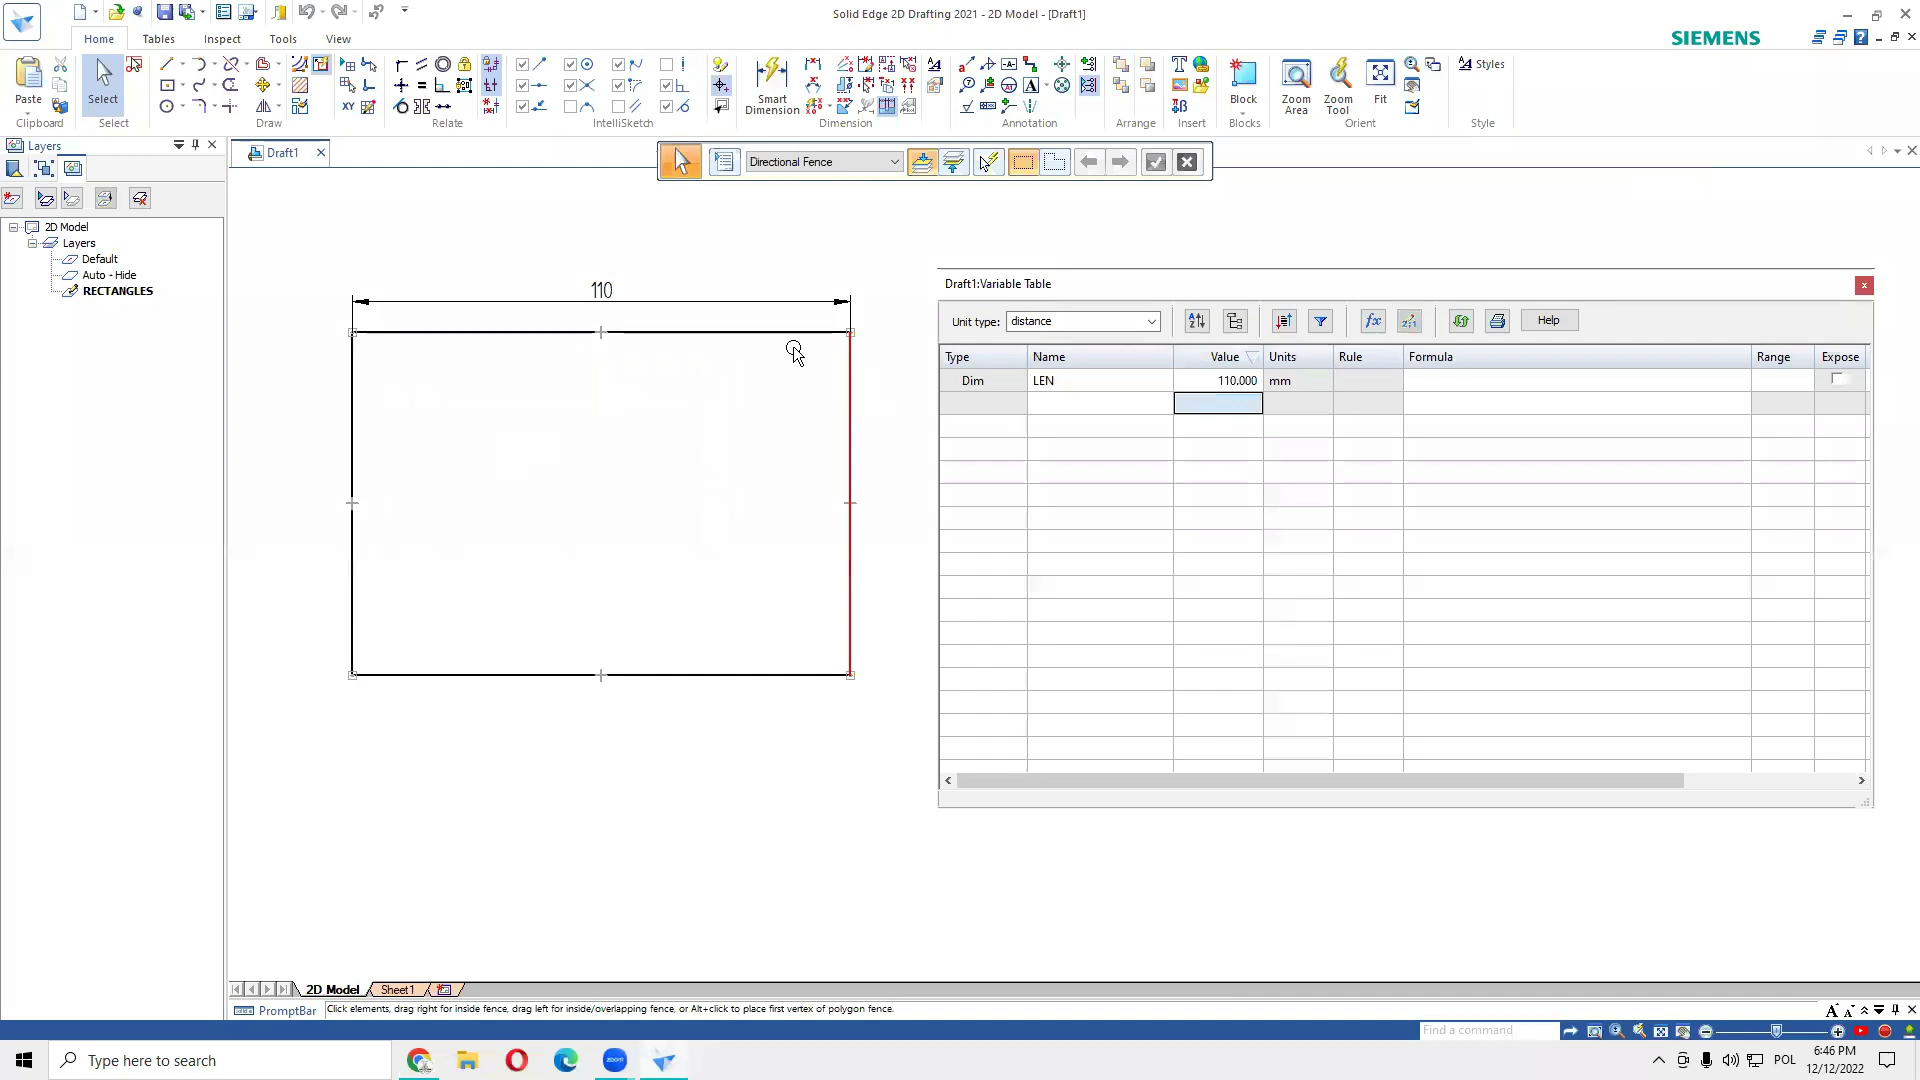 Solid Edge 2D Drafting 2021 - 2D Model - [Draft1]
Home
Tables
Inspect
Sketch
Tools
View
SIEMENS
Paste
Select
XY
Smart
Dimension
A
Block
Zoom
Area
Zoom
Tool
Fit
Styles
Clipboard
Select
Draw
Relate
IntelliSketch
Dimension
Annotation
Arrange
Insert
Blocks
Orient
Style
Layers
Draft1
Directional Fence
2D Model
Layers
Default
Auto - Hide
RECTANGLES
110
Draft1:Variable Table
Unit type:
distance
fx
Help
Type
Name
Value
Units
Rule
Formula
Range
Expose
Dim
LEN
110.000
mm
2D Model
Sheet1
PromptBar
Click elements, drag right for inside fence, drag left for inside/overlapping fence, or Alt+click to place first vertex of polygon fence.
Find a command
Type here to search
zoom
POL
6:46 PM
12/12/2022